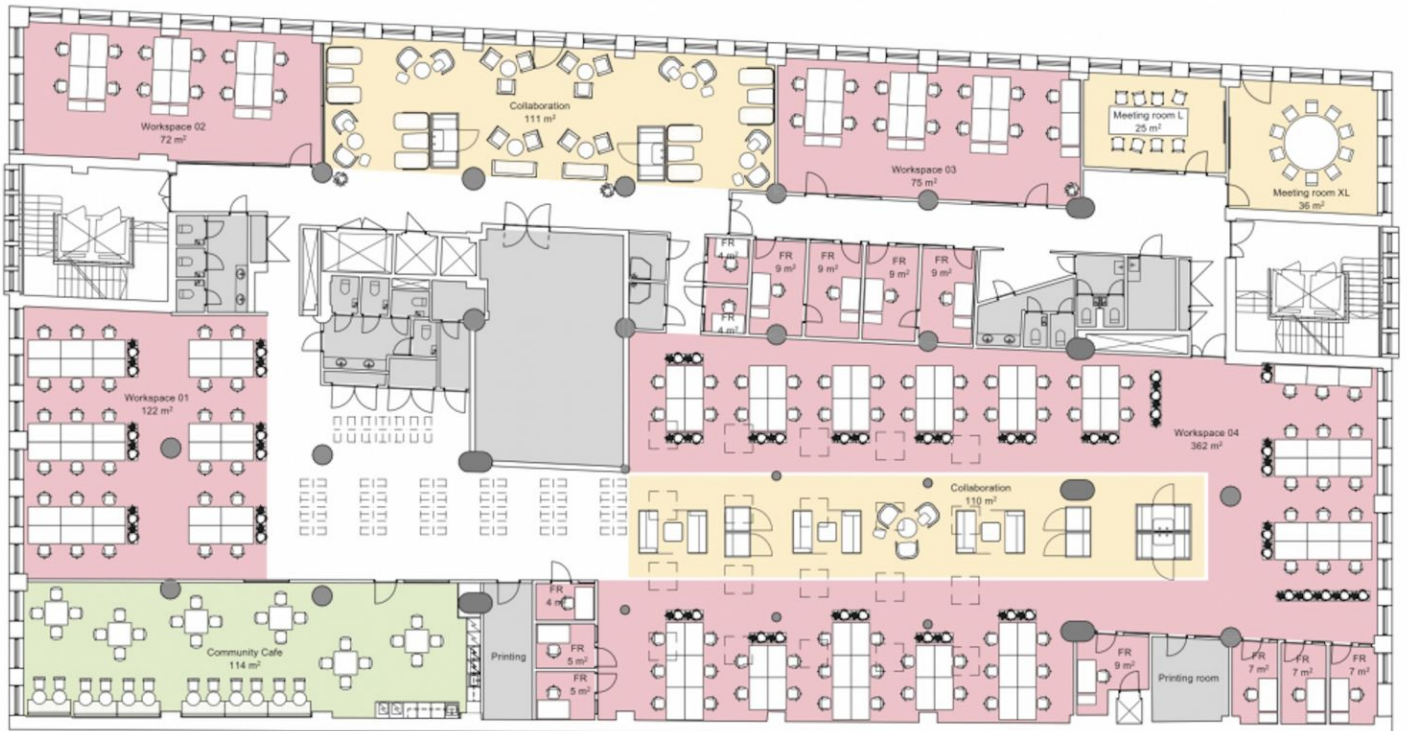 Workspace 02
72 m²
Collaboration
111 m²
Workspace 03
75 m²
Meeting room L
25 m²
Meeting room XL
36 m²
FR
4 m²
FR
4 m²
FR
9 m²
FR
9 m²
FR
9 m²
FR
9 m²
Workspace 01
122 m²
Workspace 04
362 m²
Collaboration
110 m²
Community Cafe
114 m²
Printing
FR
4 m²
FR
5 m²
FR
5 m²
FR
9 m²
Printing room
FR
7 m²
FR
7 m²
FR
7 m²